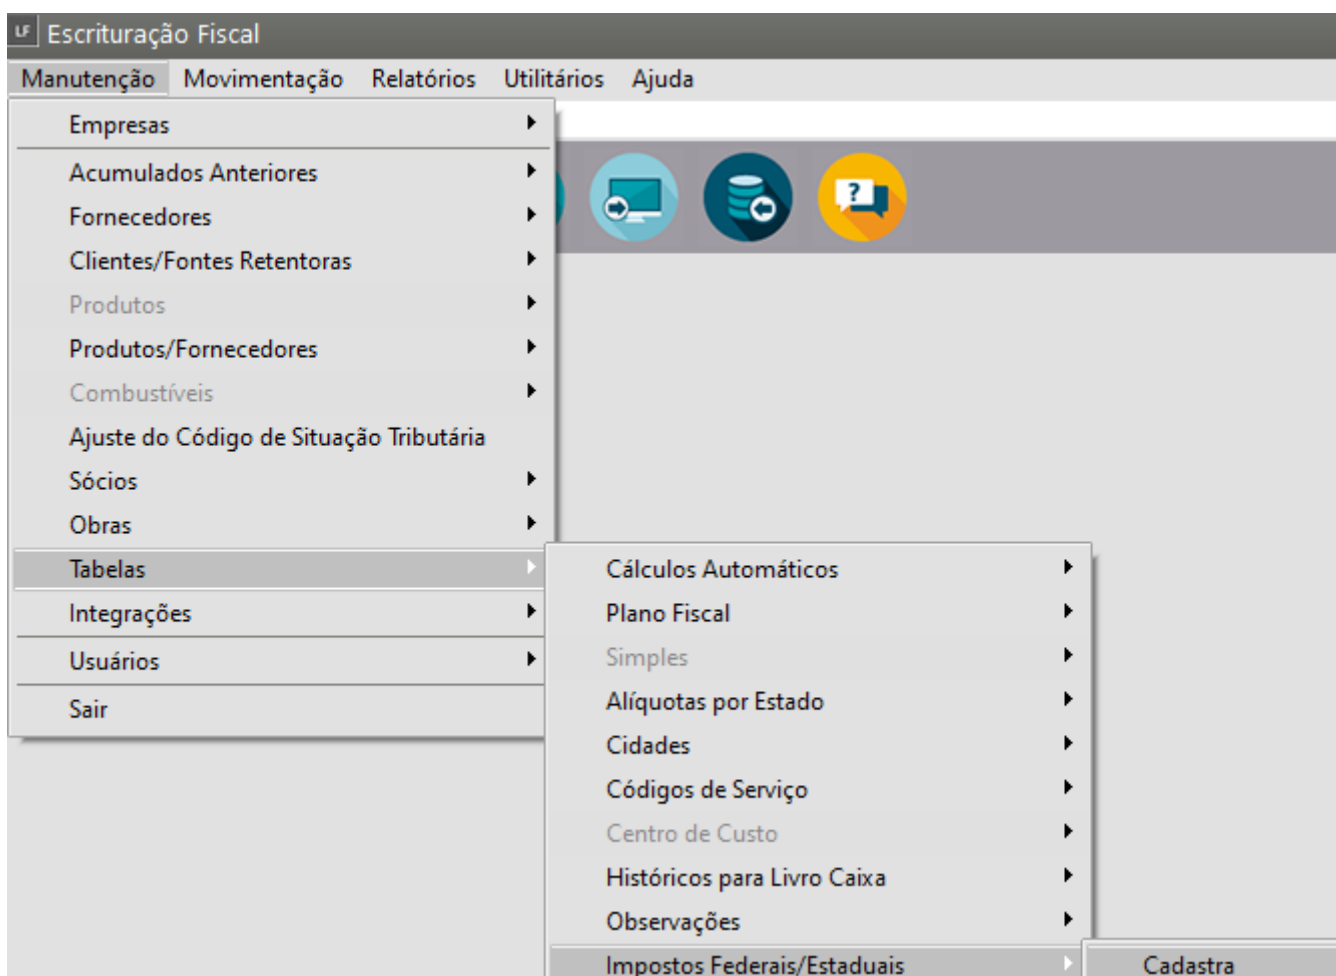 LF Escrituração Fiscal
Manutenção Movimentação Relatórios Utilitários Ajuda
Empresas
Acumulados Anteriores
Fornecedores
Clientes/Fontes Retentoras
Produtos
Produtos/Fornecedores
Combustíveis
Ajuste do Código de Situação Tributária
Sócios
Obras
Tabelas
Integrações
Usuários
Sair
?
Cálculos Automáticos
Plano Fiscal
Simples
Alíquotas por Estado
Cidades
Códigos de Serviço
Centro de Custo
Históricos para Livro Caixa
Observações
Impostos Federais/Estaduais
Cadastra